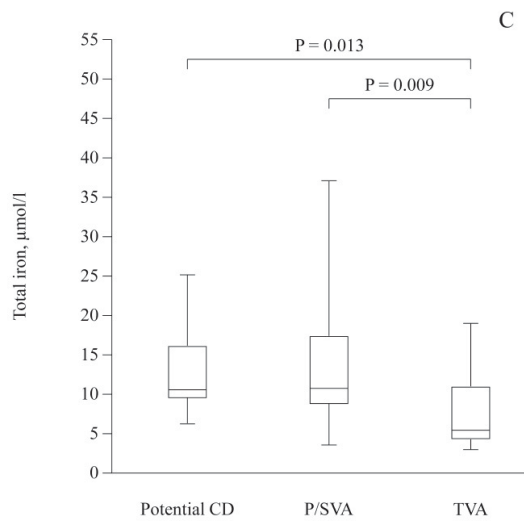 C
P = 0.013
P = 0.009
Total iron, μmol/l
55
50
45
40
35
30
25
20
15
10
5
0
Potential CD P/SVA TVA